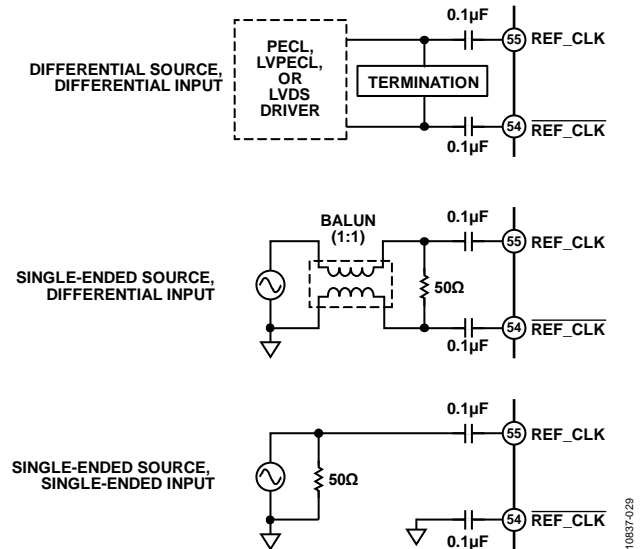 0.1µF
55 REF_CLK
PECL,
LVPECL,
OR
LVDS
DRIVER
DIFFERENTIAL SOURCE,
DIFFERENTIAL INPUT
TERMINATION
54 REF_CLK
0.1µF
BALUN
(1:1)
0.1µF
55 REF_CLK
SINGLE-ENDED SOURCE,
DIFFERENTIAL INPUT
50Ω
54 REF_CLK
0.1µF
0.1µF
55 REF_CLK
SINGLE-ENDED SOURCE,
SINGLE-ENDED INPUT
50Ω
54 REF_CLK
0.1µF
10837-029